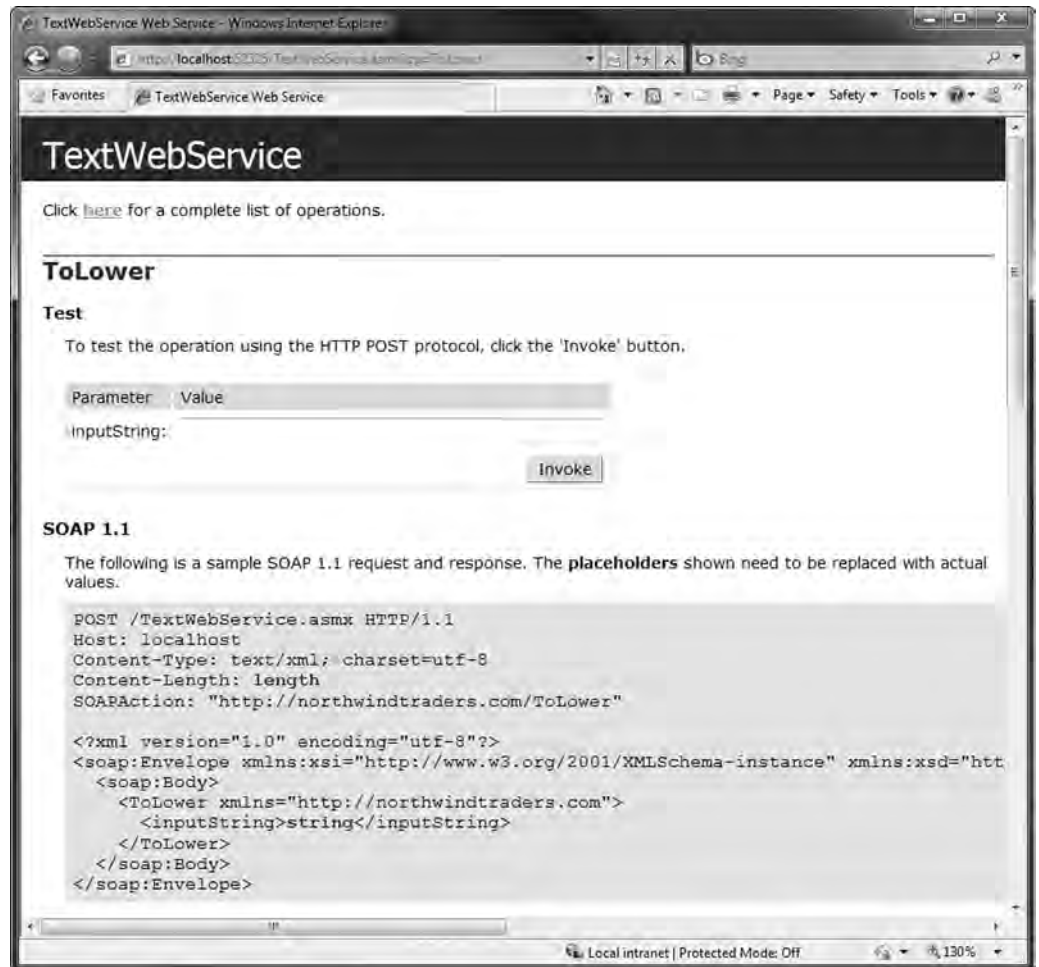 TextWebService Web Service - Windows Internet Explorer
localhost
Bing
Favorites
TextWebService Web Service
Page
Safety
Tools
TextWebService
Click here for a complete list of operations.
ToLower
Test
To test the operation using the HTTP POST protocol, click the 'Invoke' button.
Parameter Value
inputString:
Invoke
SOAP 1.1
The following is a sample SOAP 1.1 request and response. The placeholders shown need to be replaced with actual
values.
POST /TextWebService.asmx HTTP/1.1
Host: localhost
Content-Type: text/xml; charset=utf-8
Content-Length: length
SOAPAction: "http://northwindtraders.com/ToLower"
<?xml version="1.0" encoding="utf-8"?>
<soap:Envelope xmlns:xsi="http://www.w3.org/2001/XMLSchema-instance" xmlns:xsd="htt
<soap:Body>
<ToLower xmlns="http://northwindtraders.com">
<inputString>string</inputString>
</ToLower>
</soap:Body>
</soap:Envelope>
Local intranet | Protected Mode: Off
130%